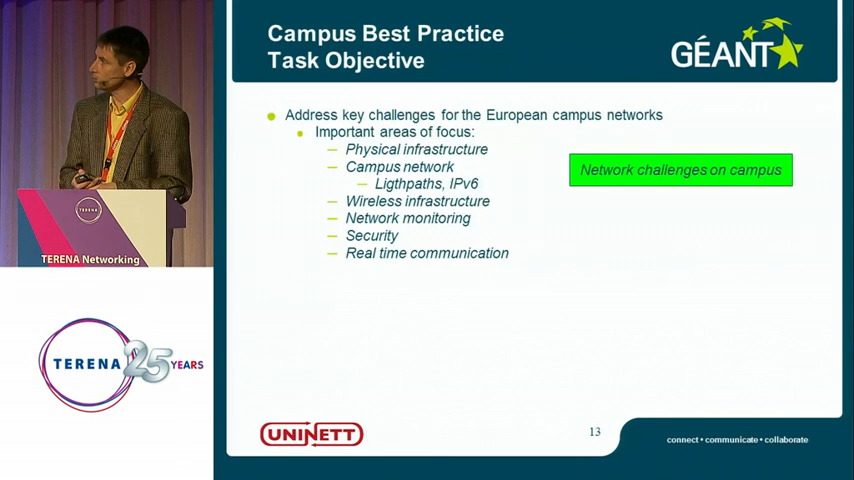 Campus Best Practice
Task Objective
GÉANT
Address key challenges for the European campus networks
Important areas of focus:
Physical infrastructure
Campus network
Ligthpaths, IPv6
Wireless infrastructure
Network monitoring
Security
Real time communication
Network challenges on campus
TERENA
TERENA Networking
TERENA 25 YEARS
UNINETT
13
connect • communicate • collaborate